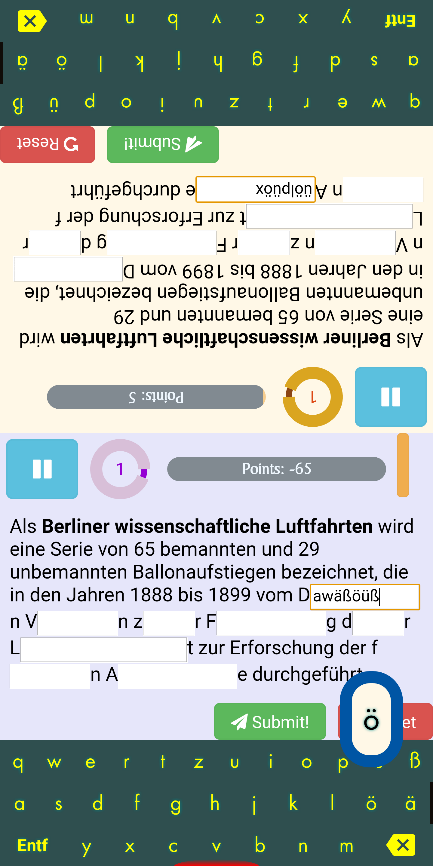 1 Points: 5
Als Berliner wissenschaftliche Luftfahrten wird
eine Serie von 65 bemannten und 29
unbemannten Ballonaufstiegen bezeichnet, die
in den Jahren 1888 bis 1899 vom D
n V n z r F g d r
L t zur Erforschung der f
n A üölpüöx e durchgeführt
Submit! Reset
q w e r t z u i o p ü ß
a s d f g h j k l ö ä
Entf y x c v b n m
1 Points: -65
Als Berliner wissenschaftliche Luftfahrten wird
eine Serie von 65 bemannten und 29
unbemannten Ballonaufstiegen bezeichnet, die
in den Jahren 1888 bis 1899 vom D awäßöüß
n V n z r F g d r
L t zur Erforschung der f
n A e durchgeführt
Submit! ö et
q w e r t z u i o p ß
a s d f g h j k l ö ä
Entf y x c v b n m